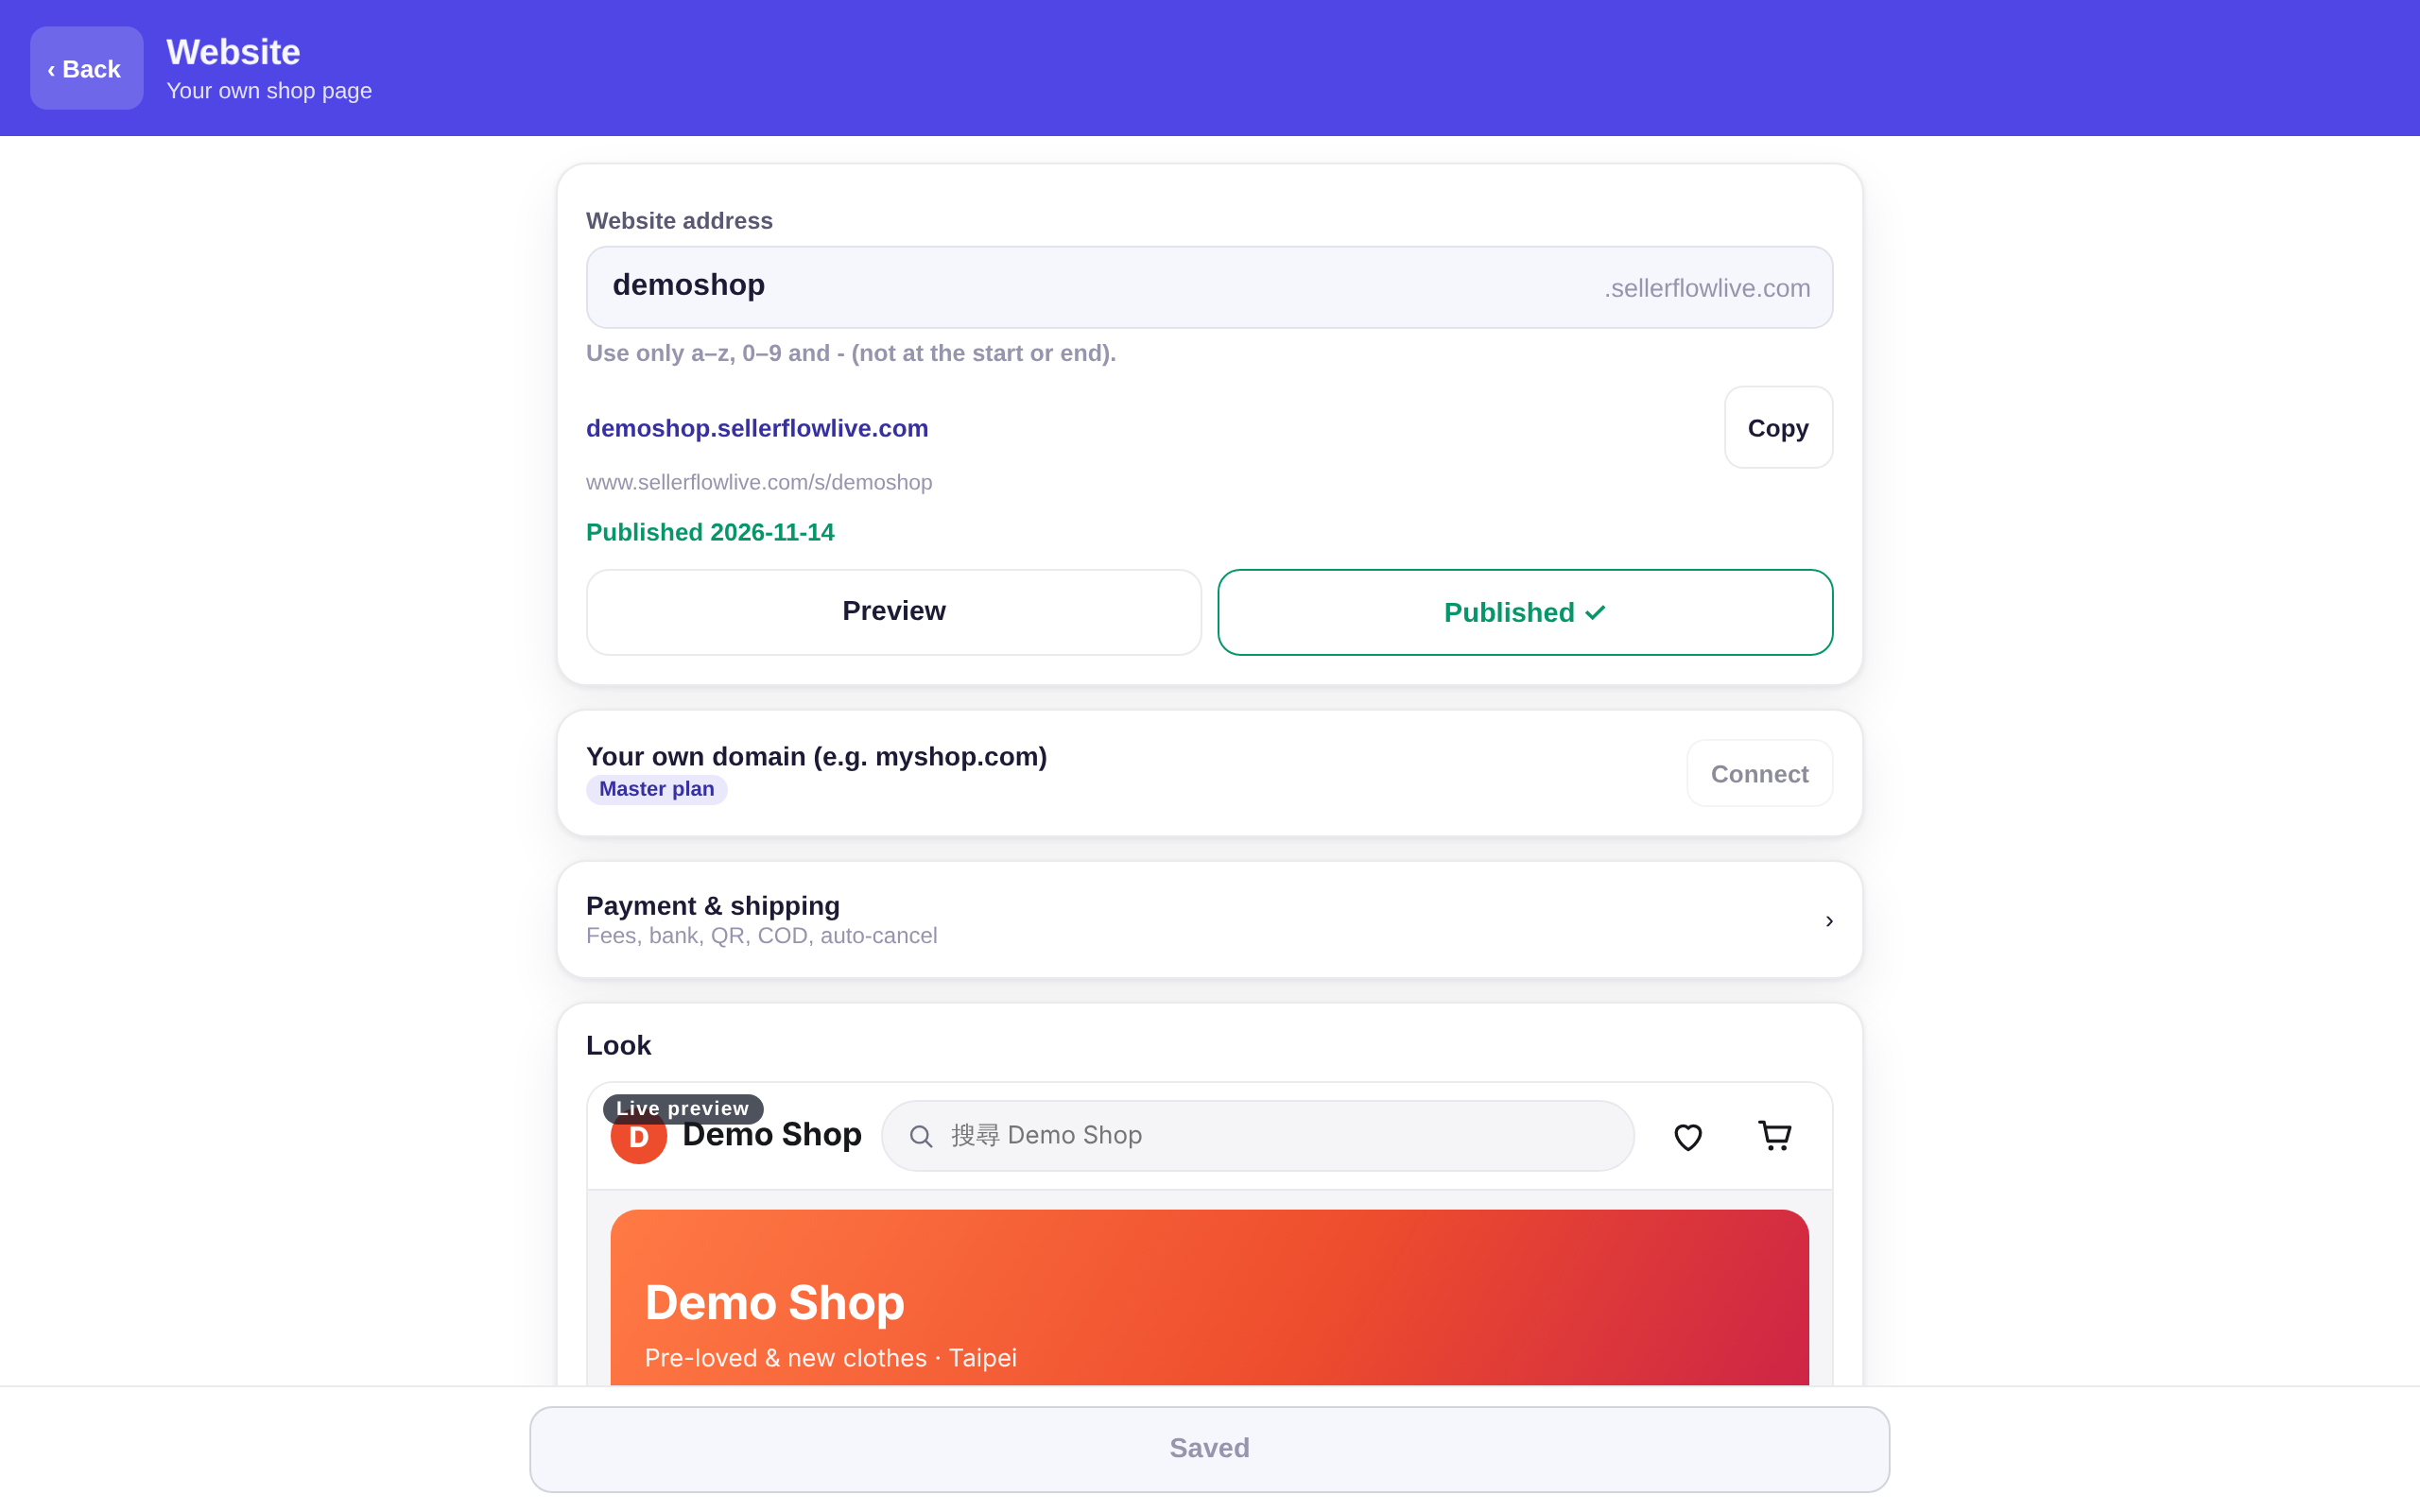 ‹ Back
Website
Your own shop page
Website address
demoshop
.sellerflowlive.com
Use only a–z, 0–9 and - (not at the start or end).
demoshop.sellerflowlive.com
Copy
www.sellerflowlive.com/s/demoshop
Published 2026-11-14
Preview
Published ✓
Your own domain (e.g. myshop.com)
Master plan
Connect
Payment & shipping
Fees, bank, QR, COD, auto-cancel
›
Look
Live preview
D
Demo Shop
搜尋 Demo Shop
Demo Shop
Pre-loved & new clothes · Taipei
Saved